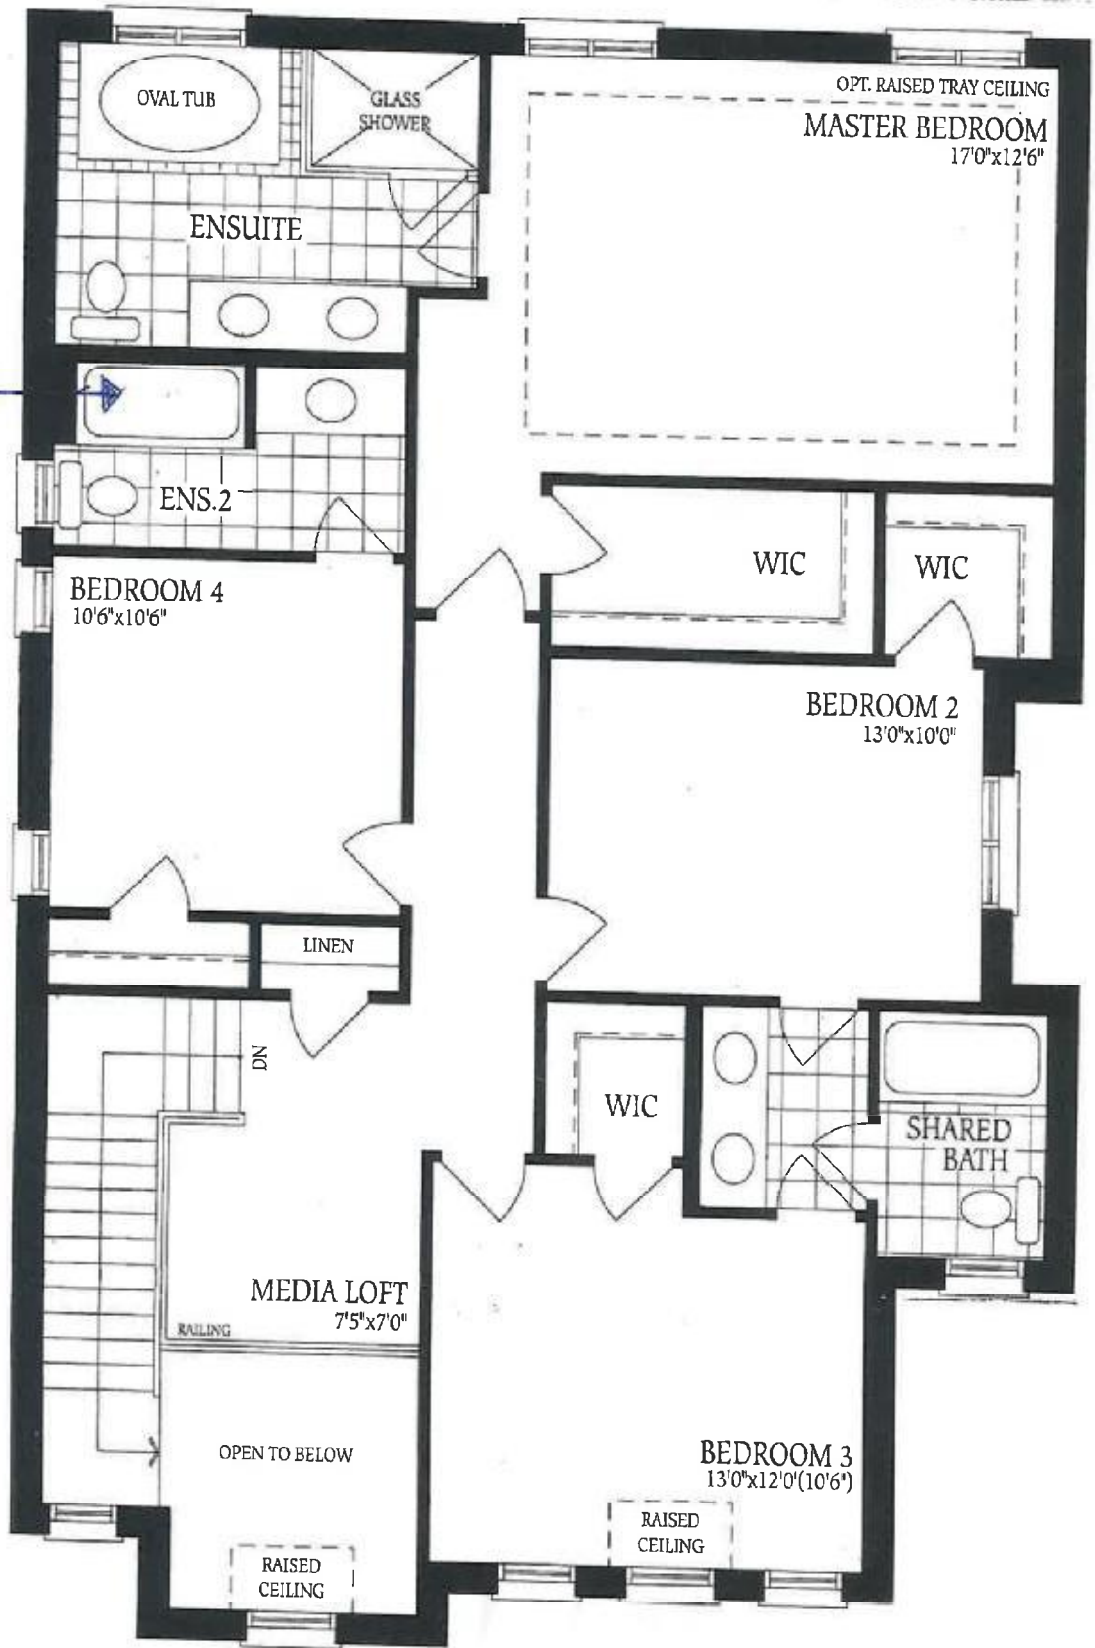 OVAL TUB
GLASS
SHOWER
OPT. RAISED TRAY CEILING
MASTER BEDROOM
17'0"x12'6"
ENSUITE
ENS.2
WIC
WIC
BEDROOM 4
10'6"x10'6"
BEDROOM 2
13'0"x10'0"
LINEN
DN
WIC
SHARED
BATH
MEDIA LOFT
7'5"x7'0"
RAILING
OPEN TO BELOW
BEDROOM 3
13'0"x12'0"(10'6")
RAISED
CEILING
RAISED
CEILING